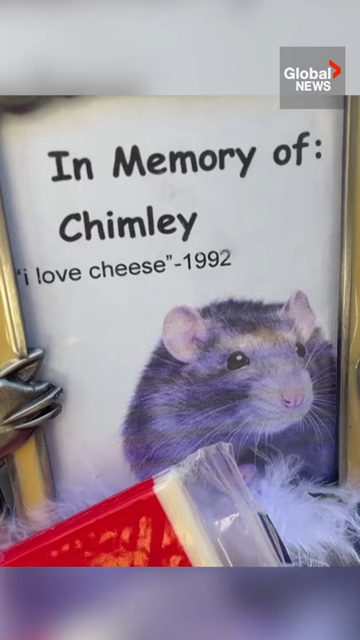 Global
NEWS
In Memory of:
Chimley
"i love cheese"-1992